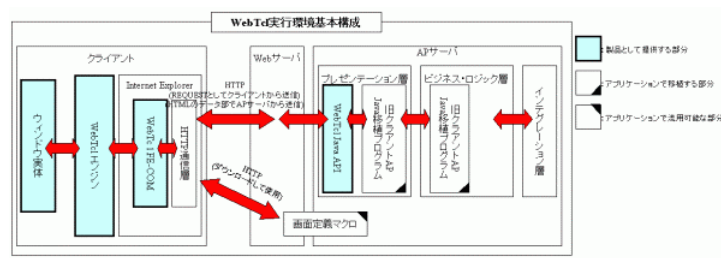 WebTcl実行環境基本構成
クライアント
Webサーバ
APサーバ
:製品として提供する部分
:アプリケーションで移植する部分
:アプリケーションで流用可能な部分
Internet Explorer
HTTP
(REQUESTとしてクライアントから送信)
(HTMLのデータ部でAPサーバから送信)
プレゼンテーション層
ビジネス・ロジック層
ウィンドウ実体
WebTclエンジン
WebTcl FE-COM
HTTP通信層
WebTcl Java API
旧クライアントAP
Java移植プログラム
旧クライアントAP
Java移植プログラム
インテグレーション層
HTTP
(ダウンロードして使用)
画面定義マクロ